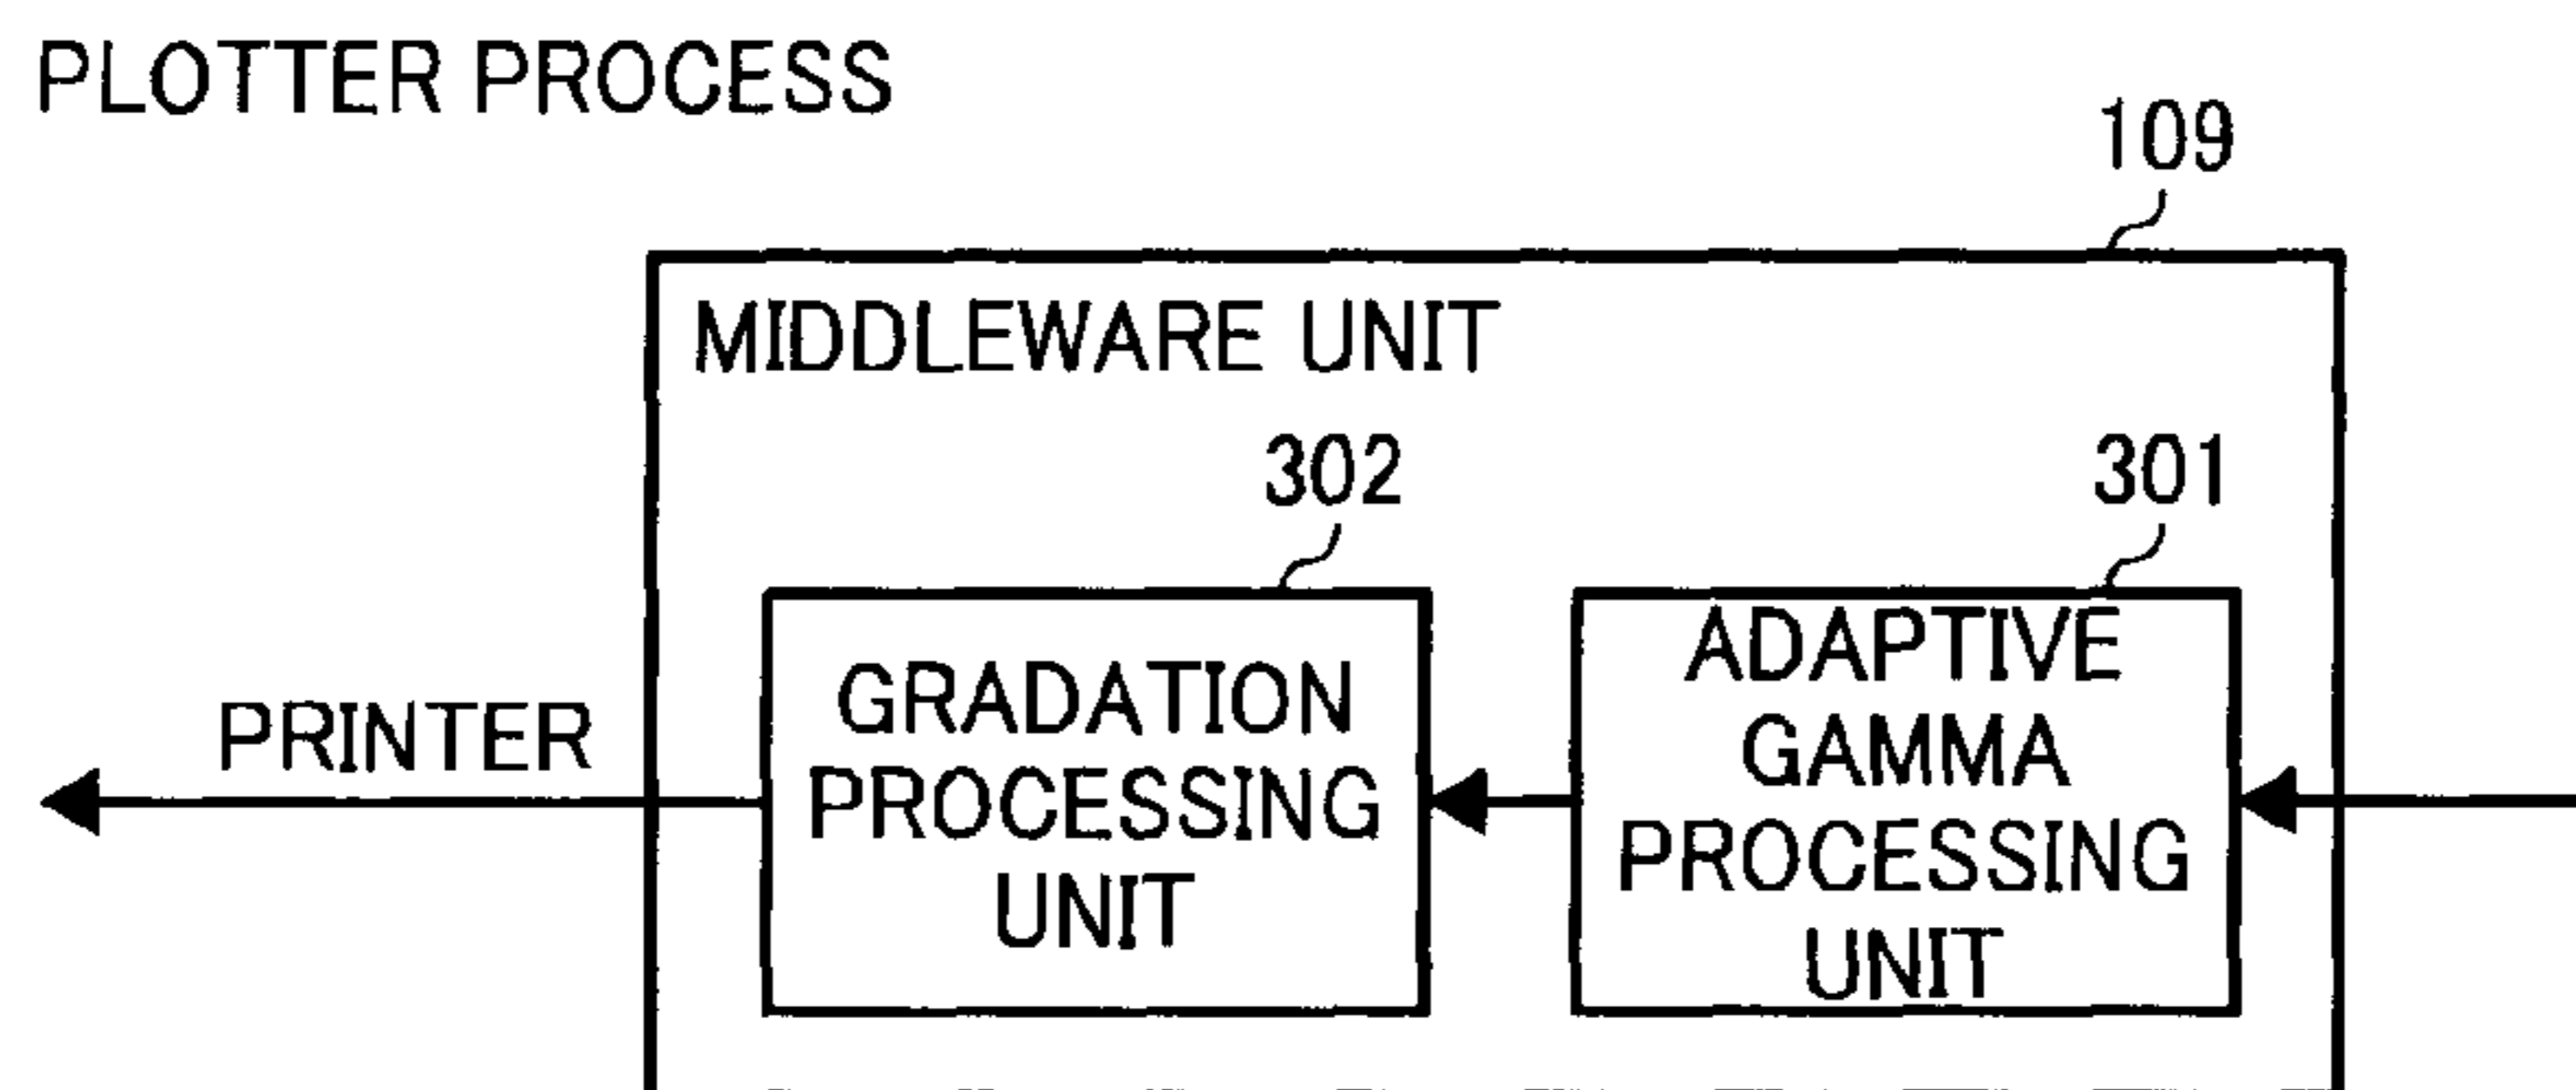 PLOTTER PROCESS
109
MIDDLEWARE UNIT
302
301
GRADATION
PROCESSING
UNIT
ADAPTIVE
GAMMA
PROCESSING
UNIT
PRINTER